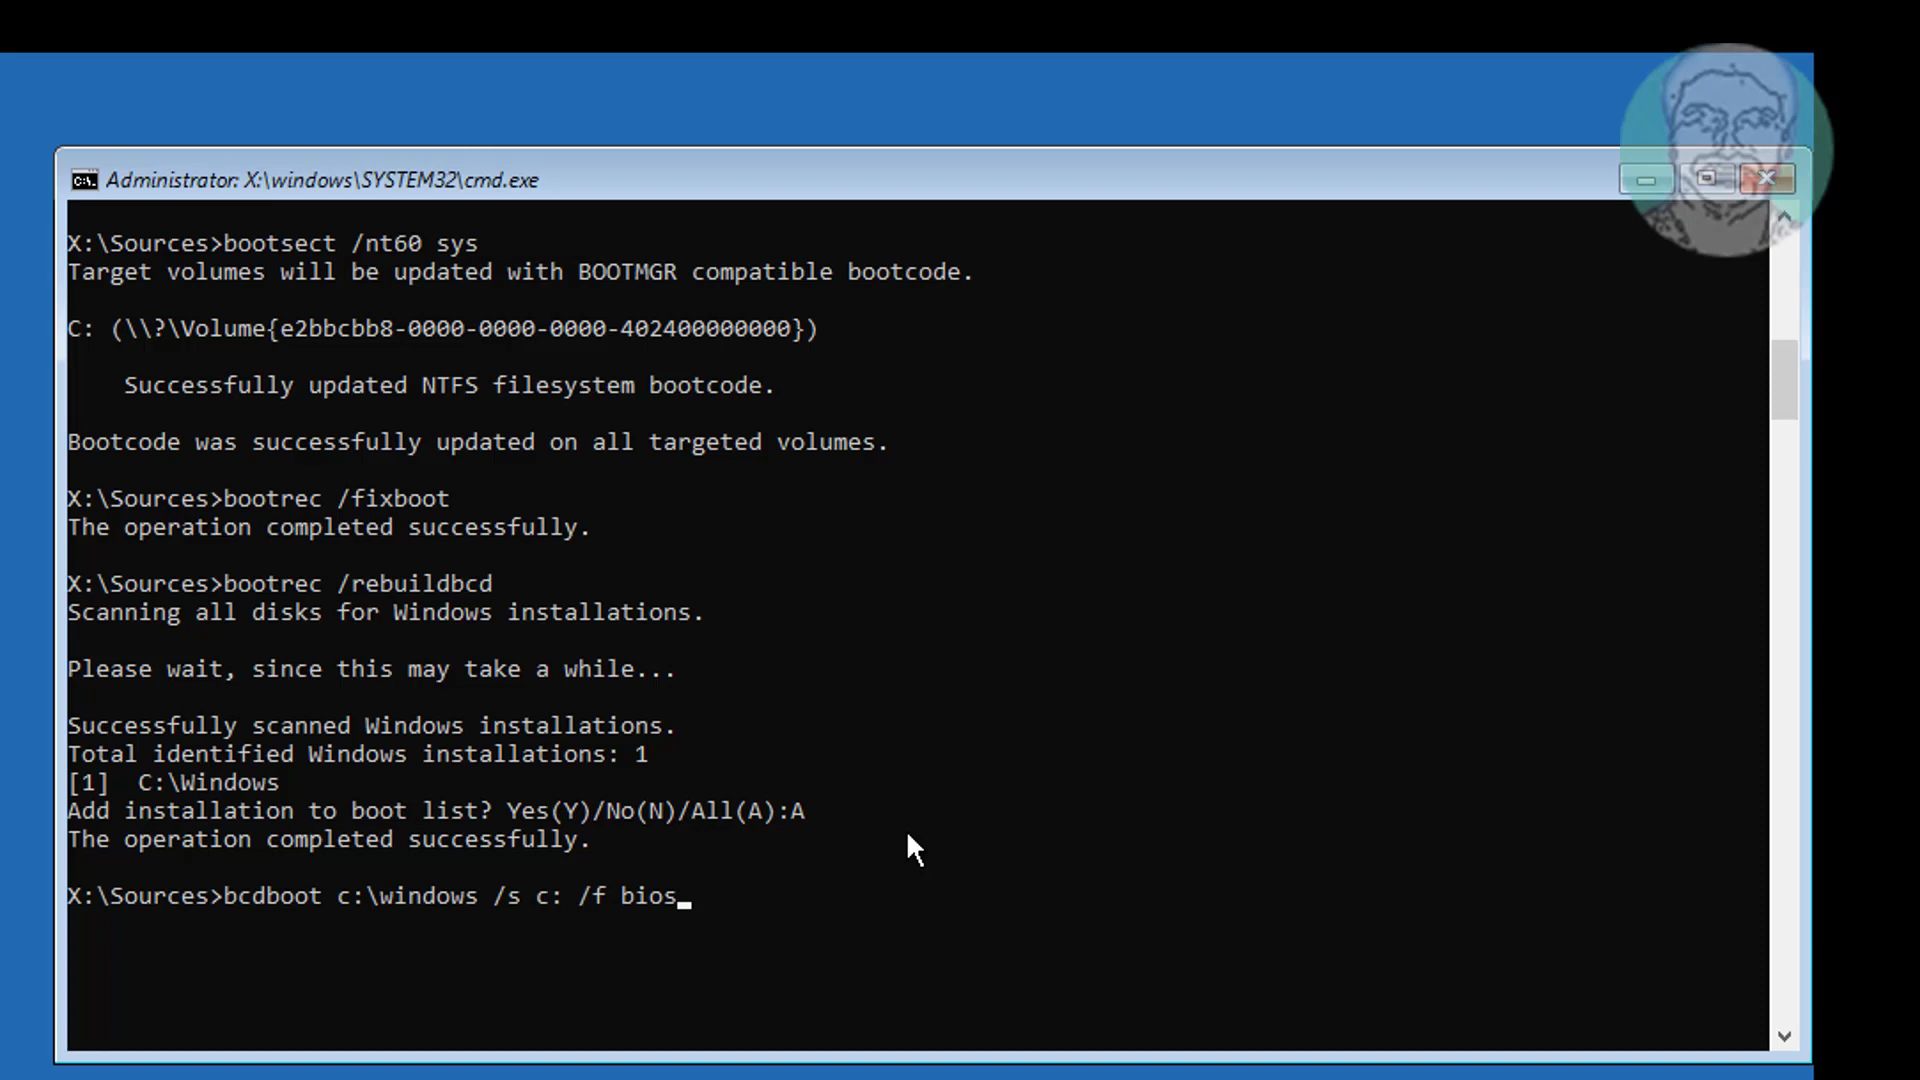 Administrator: X:\windows\SYSTEM32\cmd.exe
X:\Sources>bootsect /nt60 sys
Target volumes will be updated with BOOTMGR compatible bootcode.
C: (\\?\Volume{e2bbcbb8-0000-0000-0000-402400000000})
Successfully updated NTFS filesystem bootcode.
Bootcode was successfully updated on all targeted volumes.
X:\Sources>bootrec /fixboot
The operation completed successfully.
X:\Sources>bootrec /rebuildbcd
Scanning all disks for Windows installations.
Please wait, since this may take a while...
Successfully scanned Windows installations.
Total identified Windows installations: 1
[1]  C:\Windows
Add installation to boot list? Yes(Y)/No(N)/All(A):A
The operation completed successfully.
X:\Sources>bcdboot c:\windows /s c: /f bios